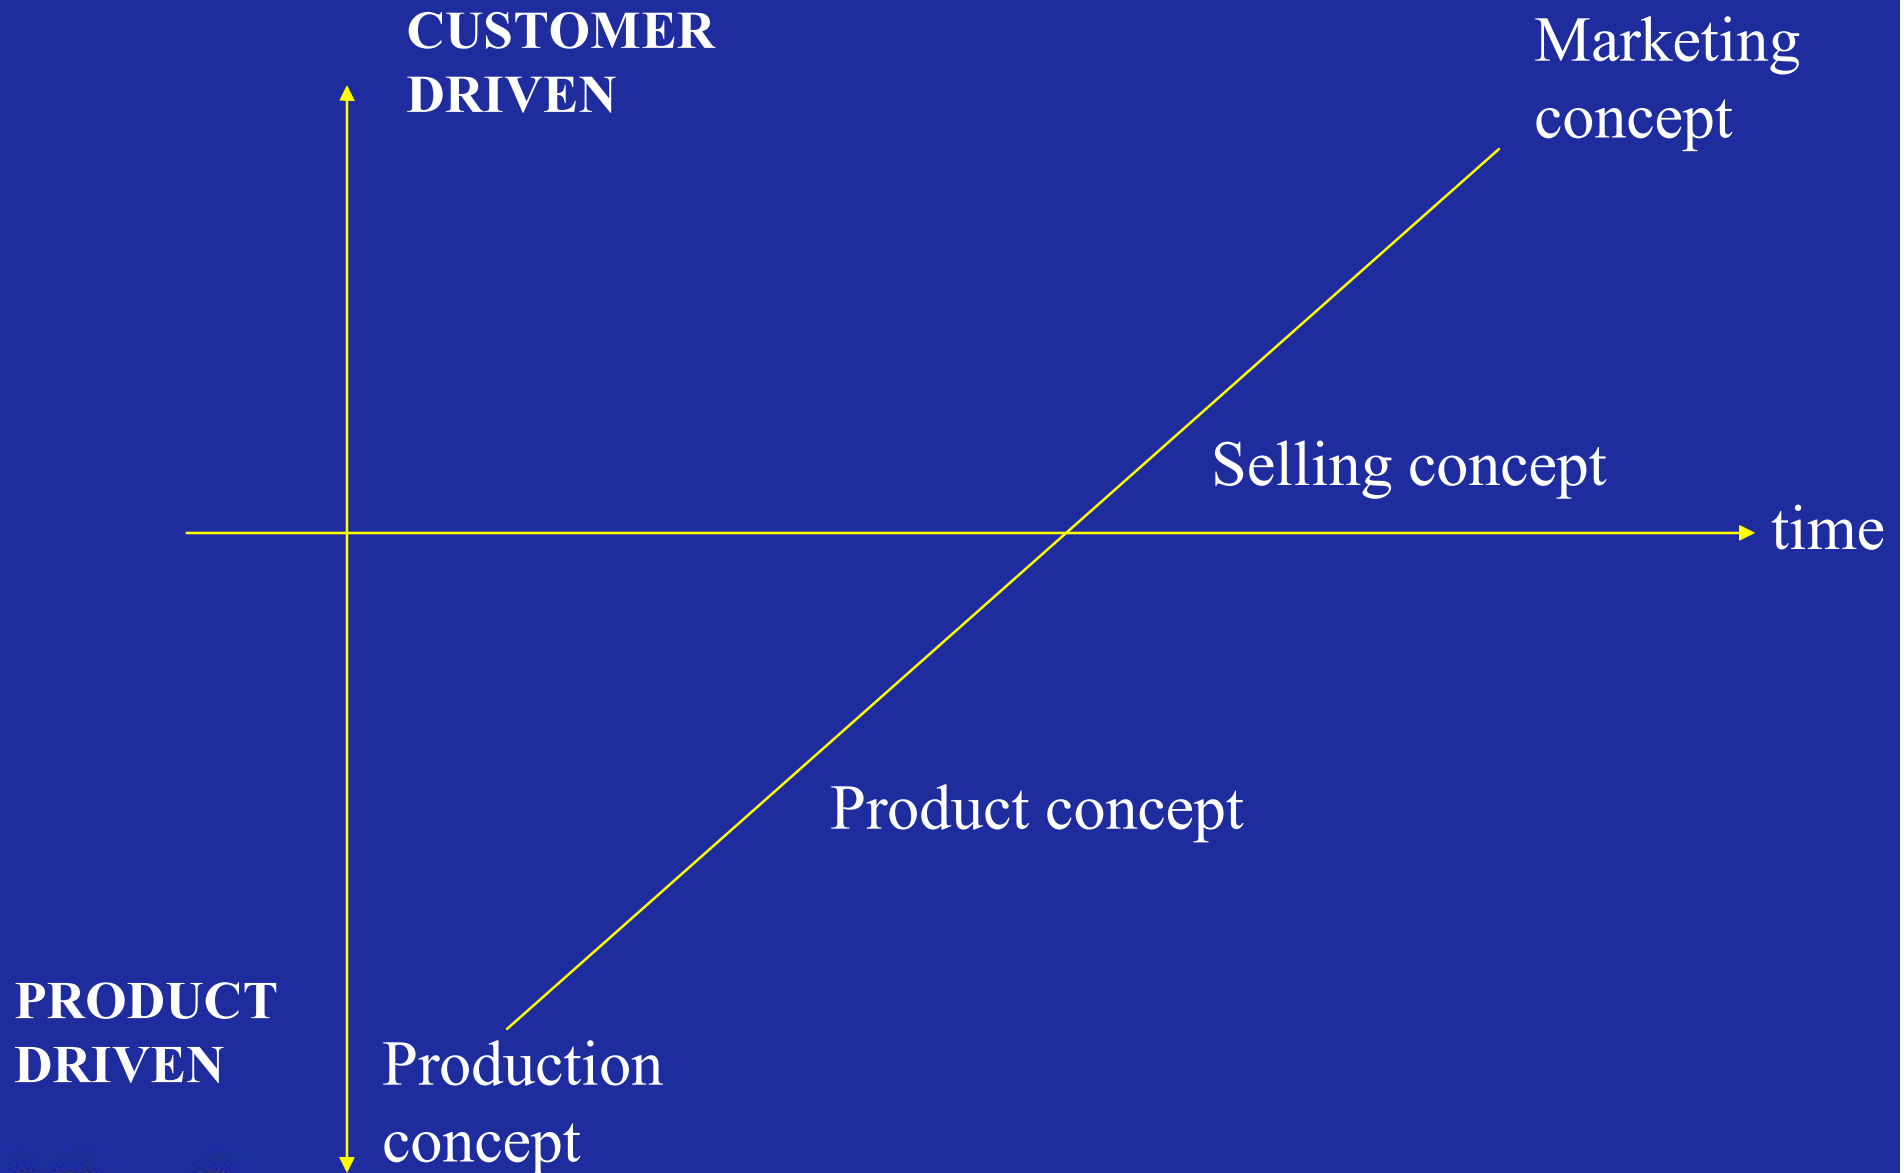 CUSTOMER
DRIVEN
Marketing
concept
Selling concept
time
Product concept
PRODUCT
DRIVEN
Production
concept